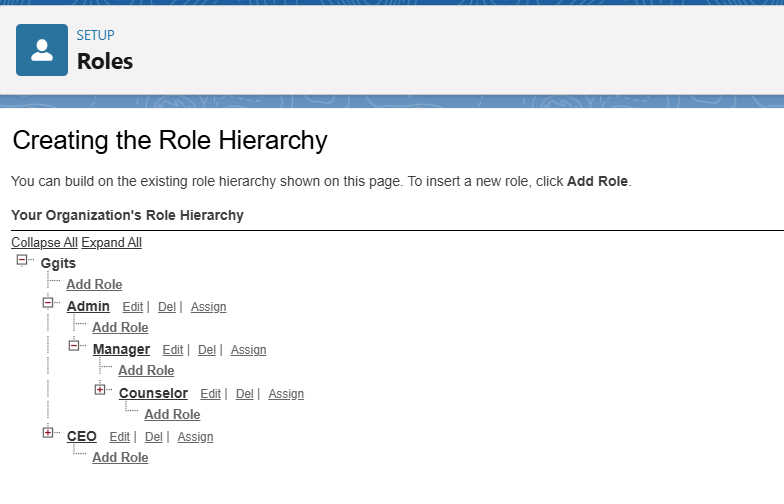 SETUP
Roles
Creating the Role Hierarchy
You can build on the existing role hierarchy shown on this page. To insert a new role, click Add Role.
Your Organization's Role Hierarchy
Collapse All Expand All
Ggits
Add Role
Admin Edit | Del | Assign
Add Role
Manager Edit | Del | Assign
Add Role
Counselor Edit | Del | Assign
Add Role
CEO Edit | Del | Assign
Add Role